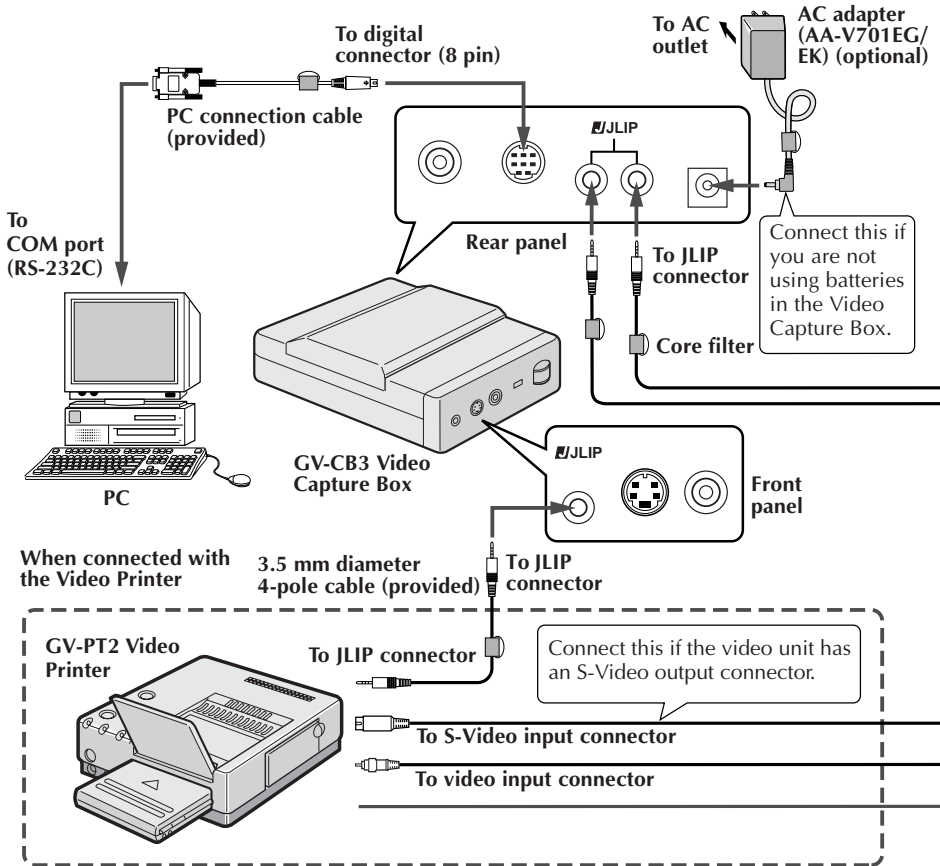 To digital
connector (8 pin)
To AC
outlet
AC adapter
(AA-V701EG/
EK) (optional)
PC connection cable
(provided)
JLIP
To
COM port
(RS-232C)
Rear panel
To JLIP
connector
Connect this if
you are not
using batteries
in the Video
Capture Box.
Core filter
PC
GV-CB3 Video
Capture Box
JLIP
Front
panel
When connected with
the Video Printer
3.5 mm diameter
4-pole cable (provided)
To JLIP
connector
GV-PT2 Video
Printer
To JLIP connector
Connect this if the video unit has
an S-Video output connector.
To S-Video input connector
To video input connector